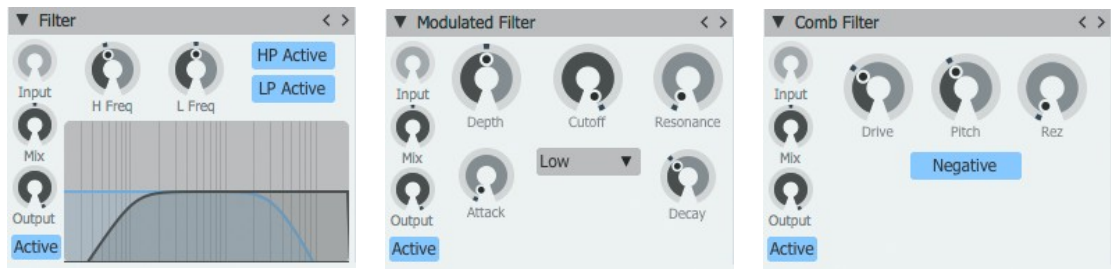 ▼ Filter < >
Input
H Freq L Freq
HP Active
LP Active
Mix
Output
Active
▼ Modulated Filter < >
Input
Depth Cutoff Resonance
Mix
Low ▼
Output
Attack Decay
Active
▼ Comb Filter < >
Input
Drive Pitch Rez
Mix
Negative
Output
Active